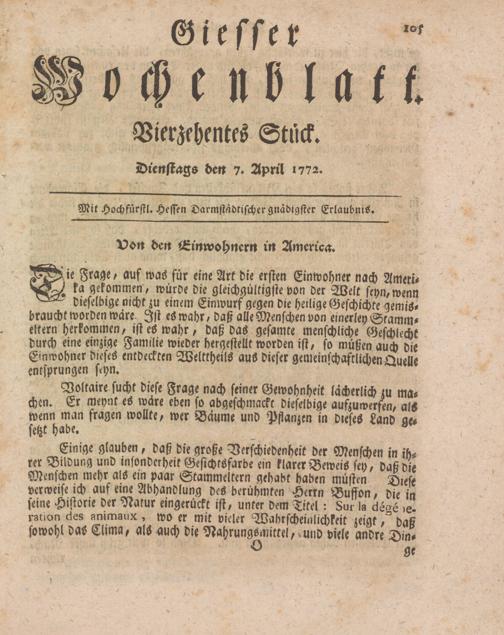 105
Giesser
Wochenblatt.
Vierzehentes Stück.
Dienstags den 7. April 1772.
Mit Hochfürstl. Hessen Darmstädtischer gnädigster Erlaubnis.
Von den Einwohnern in America.
Die Frage, auf was für eine Art die ersten Einwohner nach Ameri-
ka gekommen, würde die gleichgültigste von der Welt seyn, wenn
dieselbige nicht zu einem Einwurf gegen die heilige Geschichte gemis-
braucht worden wäre. Ist es wahr, daß alle Menschen von einerley Stamm-
eltern herkommen, ist es wahr, daß das gesamte menschliche Geschlecht
durch eine einzige Familie wieder hergestellt worden ist, so müßen auch die
Einwohner dieses entdeckten Welttheils aus dieser gemeinschaftlichen Quelle
entsprungen seyn.
Voltaire sucht diese Frage nach seiner Gewohnheit lächerlich zu ma-
chen. Er meynt es wäre eben so abgeschmackt dieselbige aufzuwerfen, als
wenn man fragen wollte, wer Bäume und Pflanzen in dieses Land ge-
setzt habe.
Einige glauben, daß die große Verschiedenheit der Menschen in ih-
rer Bildung und insonderheit Gesichtsfarbe ein klarer Beweis sey, daß die
Menschen mehr als ein paar Stammeltern gehabt haben müsten Diese
verweise ich auf eine Abhandlung des berühmten Herrn Buffon, die in
seine Historie der Natur eingerückt ist, unter dem Titel: Sur la dégé ne-
ration des animaux, wo er mit vieler Wahrscheinlichkeit zeigt, daß
sowohl das Clima, als auch die Nahrungsmittel, und viele andre Din-
O
ge